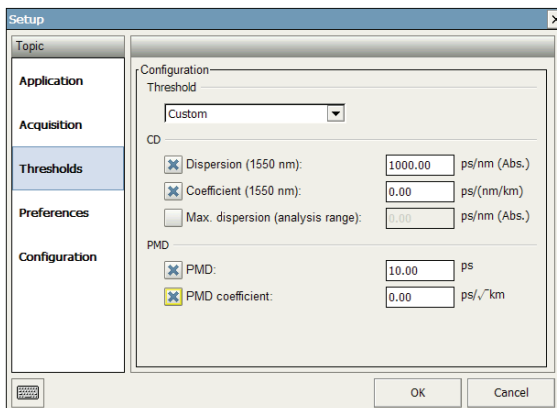 Setup
Topic
Application
Acquisition
Thresholds
Preferences
Configuration
Configuration
Threshold
Custom
CD
Dispersion (1550 nm): 1000.00 ps/nm (Abs.)
Coefficient (1550 nm): 0.00 ps/(nm/km)
Max. dispersion (analysis range): 0.00 ps/nm (Abs.)
PMD
PMD: 10.00 ps
PMD coefficient: 0.00 ps/√km
OK Cancel